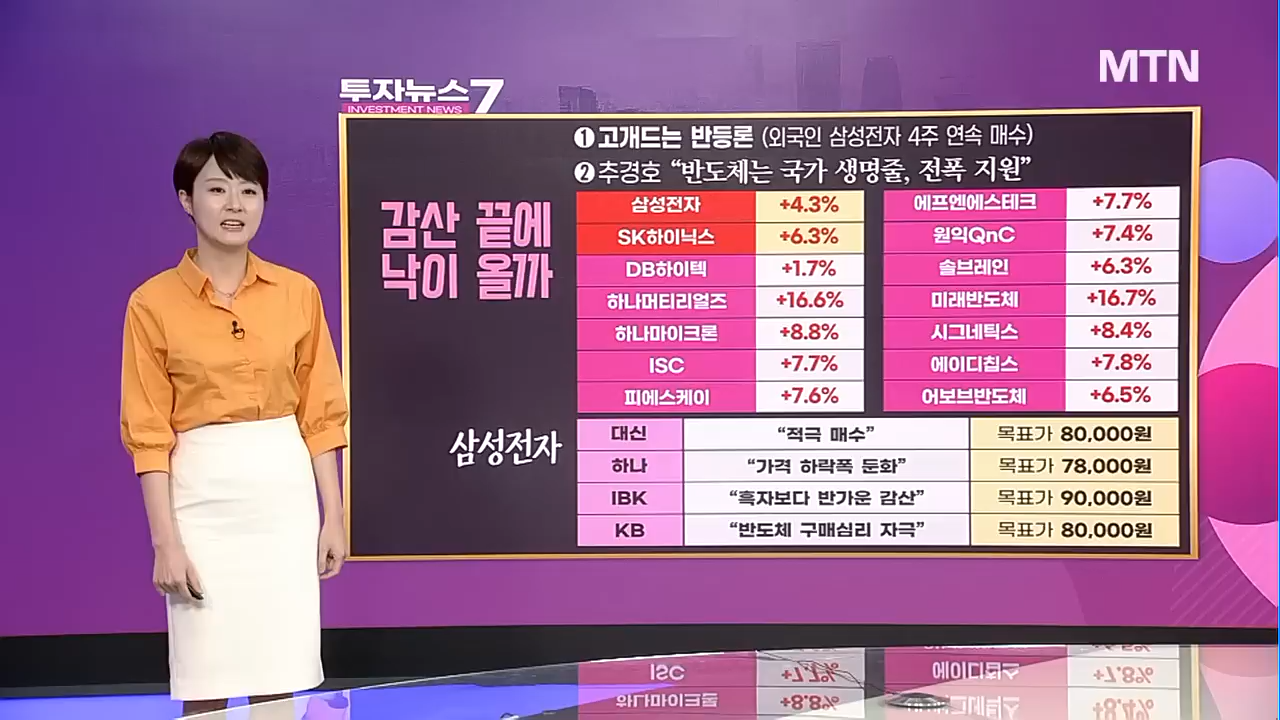 MTN
투자뉴스7
INVESTMENT NEWS
❶ 고개드는 반등론 (외국인 삼성전자 4주 연속 매수)
❷ 추경호 “반도체는 국가 생명줄, 전폭 지원”
감산 끝에
낙이 올까
삼성전자 +4.3% 에프엔에스테크 +7.7%
SK하이닉스 +6.3% 원익QnC +7.4%
DB하이텍 +1.7% 솔브레인 +6.3%
하나머티리얼즈 +16.6% 미래반도체 +16.7%
하나마이크론 +8.8% 시그네틱스 +8.4%
ISC +7.7% 에이디칩스 +7.8%
피에스케이 +7.6% 어보브반도체 +6.5%
삼성전자
대신 “적극 매수” 목표가 80,000원
하나 “가격 하락폭 둔화” 목표가 78,000원
IBK “흑자보다 반가운 감산” 목표가 90,000원
KB “반도체 구매심리 자극” 목표가 80,000원